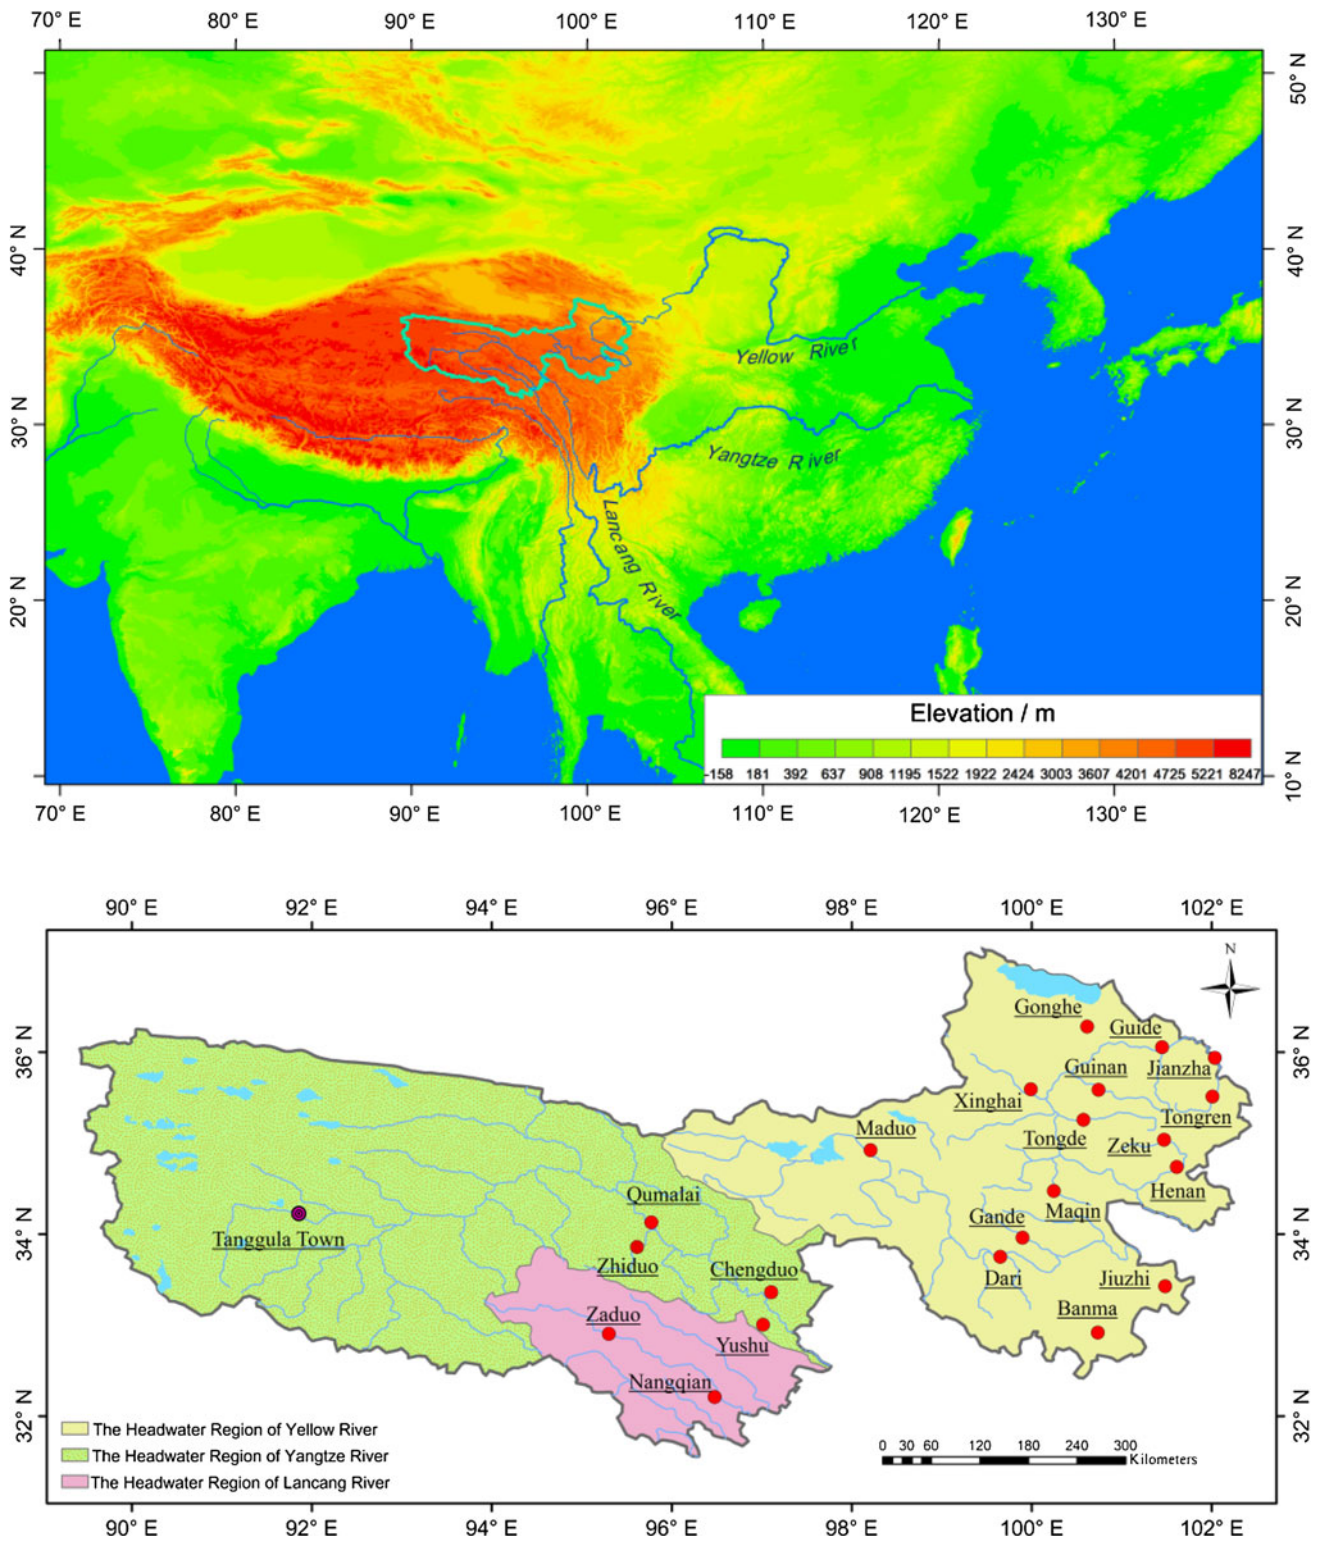 70° E 80° E 90° E 100° E 110° E 120° E 130° E
50° N
40° N 40° N
30° N 30° N
20° N 20° N
10° N
Yellow River
Yangtze River
Lancang River
Elevation / m
-158 181 392 637 908 1195 1522 1922 2424 3003 3607 4201 4725 5221 8247
70° E 80° E 90° E 100° E 110° E 120° E 130° E
90° E 92° E 94° E 96° E 98° E 100° E 102° E
N
36° N 36° N
34° N 34° N
32° N 32° N
Gonghe
Guide
Guinan
Jianzha
Xinghai
Tongren
Maduo
Tongde
Zeku
Henan
Qumalai
Maqin
Gande
Tanggula Town
Zhiduo
Chengduo
Dari
Jiuzhi
Banma
Zaduo
Yushu
Nangqian
The Headwater Region of Yellow River
The Headwater Region of Yangtze River
The Headwater Region of Lancang River
0 30 60 120 180 240 300
Kilometers
90° E 92° E 94° E 96° E 98° E 100° E 102° E